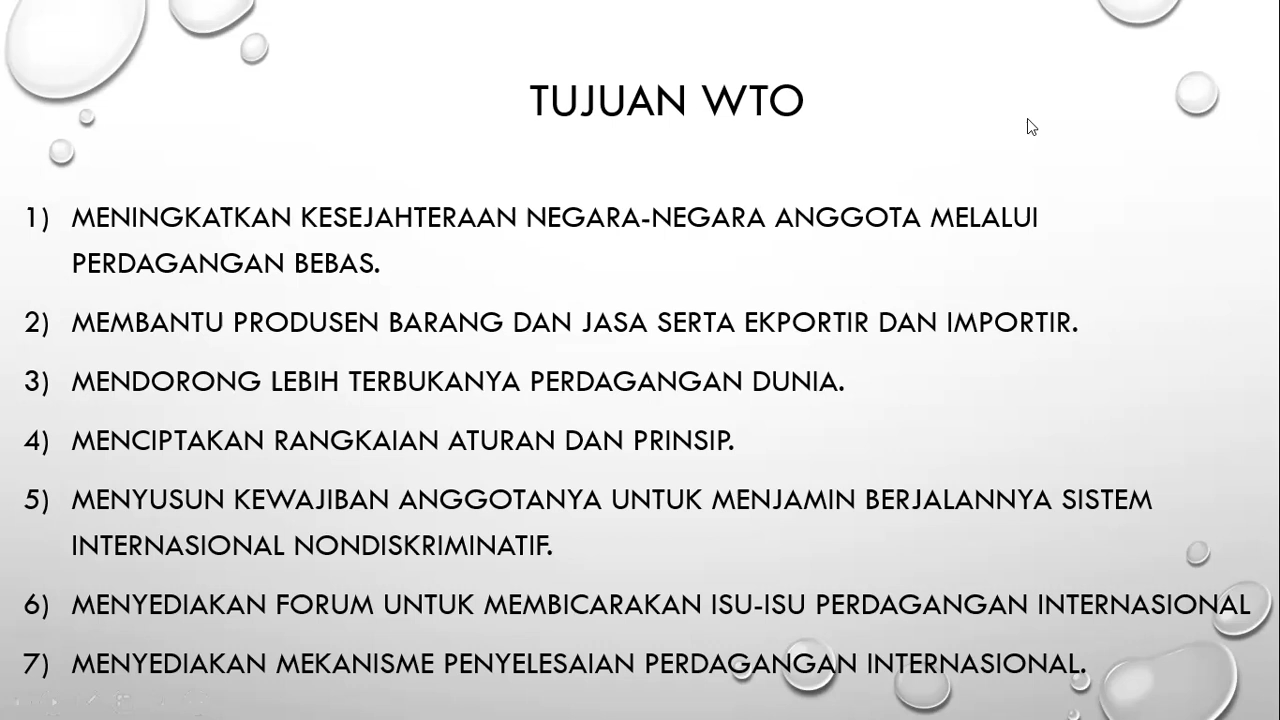 TUJUAN WTO
1) MENINGKATKAN KESEJAHTERAAN NEGARA-NEGARA ANGGOTA MELALUI
PERDAGANGAN BEBAS.
2) MEMBANTU PRODUSEN BARANG DAN JASA SERTA EKPORTIR DAN IMPORTIR.
3) MENDORONG LEBIH TERBUKANYA PERDAGANGAN DUNIA.
4) MENCIPTAKAN RANGKAIAN ATURAN DAN PRINSIP.
5) MENYUSUN KEWAJIBAN ANGGOTANYA UNTUK MENJAMIN BERJALANNYA SISTEM
INTERNASIONAL NONDISKRIMINATIF.
6) MENYEDIAKAN FORUM UNTUK MEMBICARAKAN ISU-ISU PERDAGANGAN INTERNASIONAL
7) MENYEDIAKAN MEKANISME PENYELESAIAN PERDAGANGAN INTERNASIONAL.